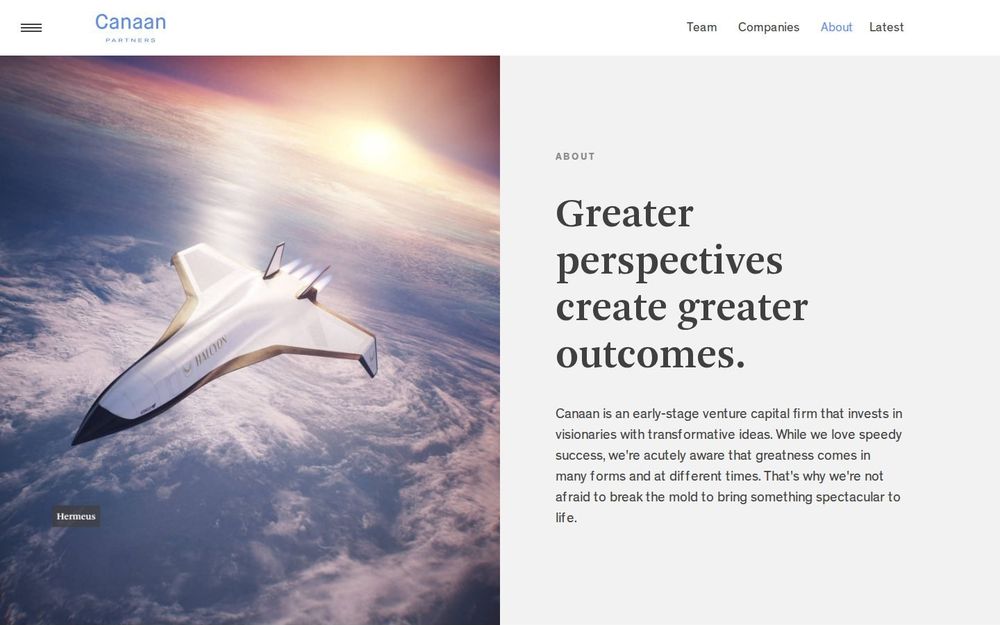 Canaan
PARTNERS
Team Companies About Latest
HALCYON
Hermeus
ABOUT
Greater
perspectives
create greater
outcomes.
Canaan is an early-stage venture capital firm that invests in
visionaries with transformative ideas. While we love speedy
success, we're acutely aware that greatness comes in
many forms and at different times. That's why we're not
afraid to break the mold to bring something spectacular to
life.